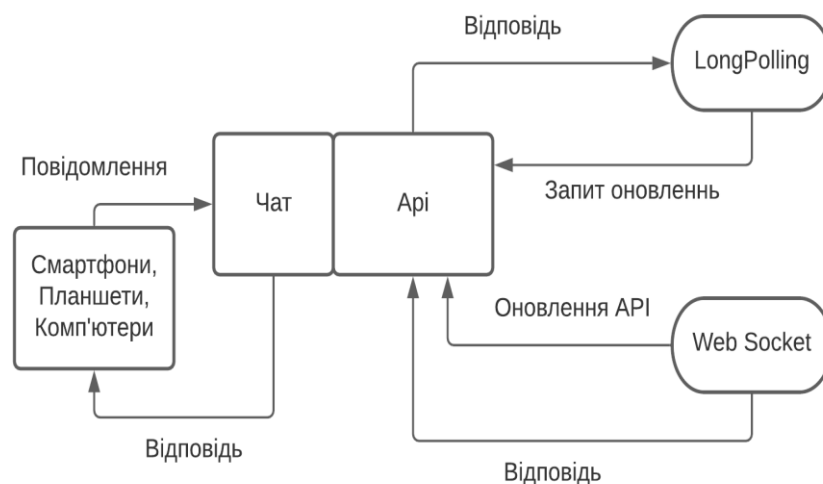 Відповідь
LongPolling
Повідомлення
Чат
Api
Запит оновленнь
Смартфони,
Планшети,
Комп'ютери
Оновлення API
Web Socket
Відповідь
Відповідь